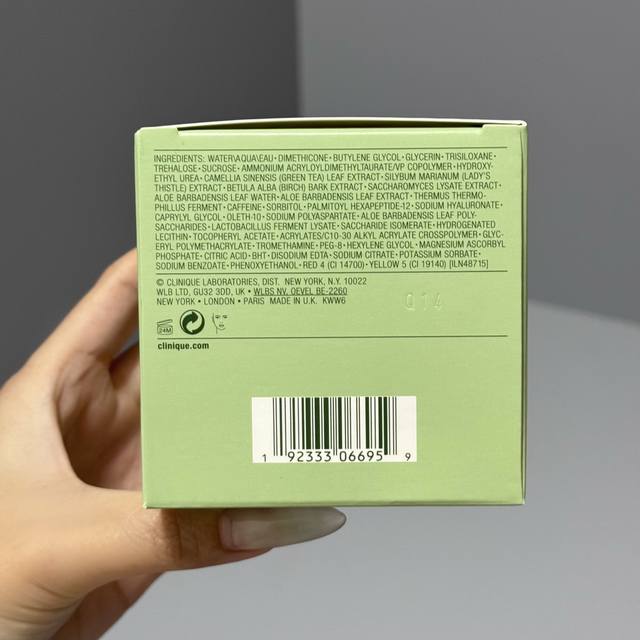 INGREDIENTS: WATER\AQUA\EAU • DIMETHICONE • BUTYLENE GLYCOL • GLYCERIN • TRISILOXANE •
TREHALOSE • SUCROSE • AMMONIUM ACRYLOYLDIMETHYLTAURATE/VP COPOLYMER • HYDROXY-
ETHYL UREA • CAMELLIA SINENSIS (GREEN TEA) LEAF EXTRACT • SILYBUM MARIANUM (LADY'S
THISTLE) EXTRACT • BETULA ALBA (BIRCH) BARK EXTRACT • SACCHAROMYCES LYSATE EXTRACT •
ALOE BARBADENSIS LEAF WATER • ALOE BARBADENSIS LEAF EXTRACT • THERMUS THERMO-
PHILLUS FERMENT • CAFFEINE • SORBITOL • PALMITOYL HEXAPEPTIDE-12 • SODIUM HYALURONATE •
CAPRYLYL GLYCOL • OLETH-10 • SODIUM POLYASPARTATE • ALOE BARBADENSIS LEAF POLY-
SACCHARIDES • LACTOBACILLUS FERMENT LYSATE • SACCHARIDE ISOMERATE • HYDROGENATED
LECITHIN • TOCOPHERYL ACETATE • ACRYLATES/C10-30 ALKYL ACRYLATE CROSSPOLYMER • GLYC-
ERYL POLYMETHACRYLATE • TROMETHAMINE • PEG-8 • HEXYLENE GLYCOL • MAGNESIUM ASCORBYL
PHOSPHATE • CITRIC ACID • BHT • DISODIUM EDTA • SODIUM CITRATE • POTASSIUM SORBATE •
SODIUM BENZOATE • PHENOXYETHANOL • RED 4 (CI 14700) • YELLOW 5 (CI 19140) [ILN48715]
© CLINIQUE LABORATORIES, DIST. NEW YORK, N.Y. 10022
WLB LTD, GU32 3DD, UK • WLBS NV, OEVEL BE-2260
NEW YORK • LONDON • PARIS MADE IN U.K. KWW6
Q14
24M
clinique.com
1 92333 06695 9